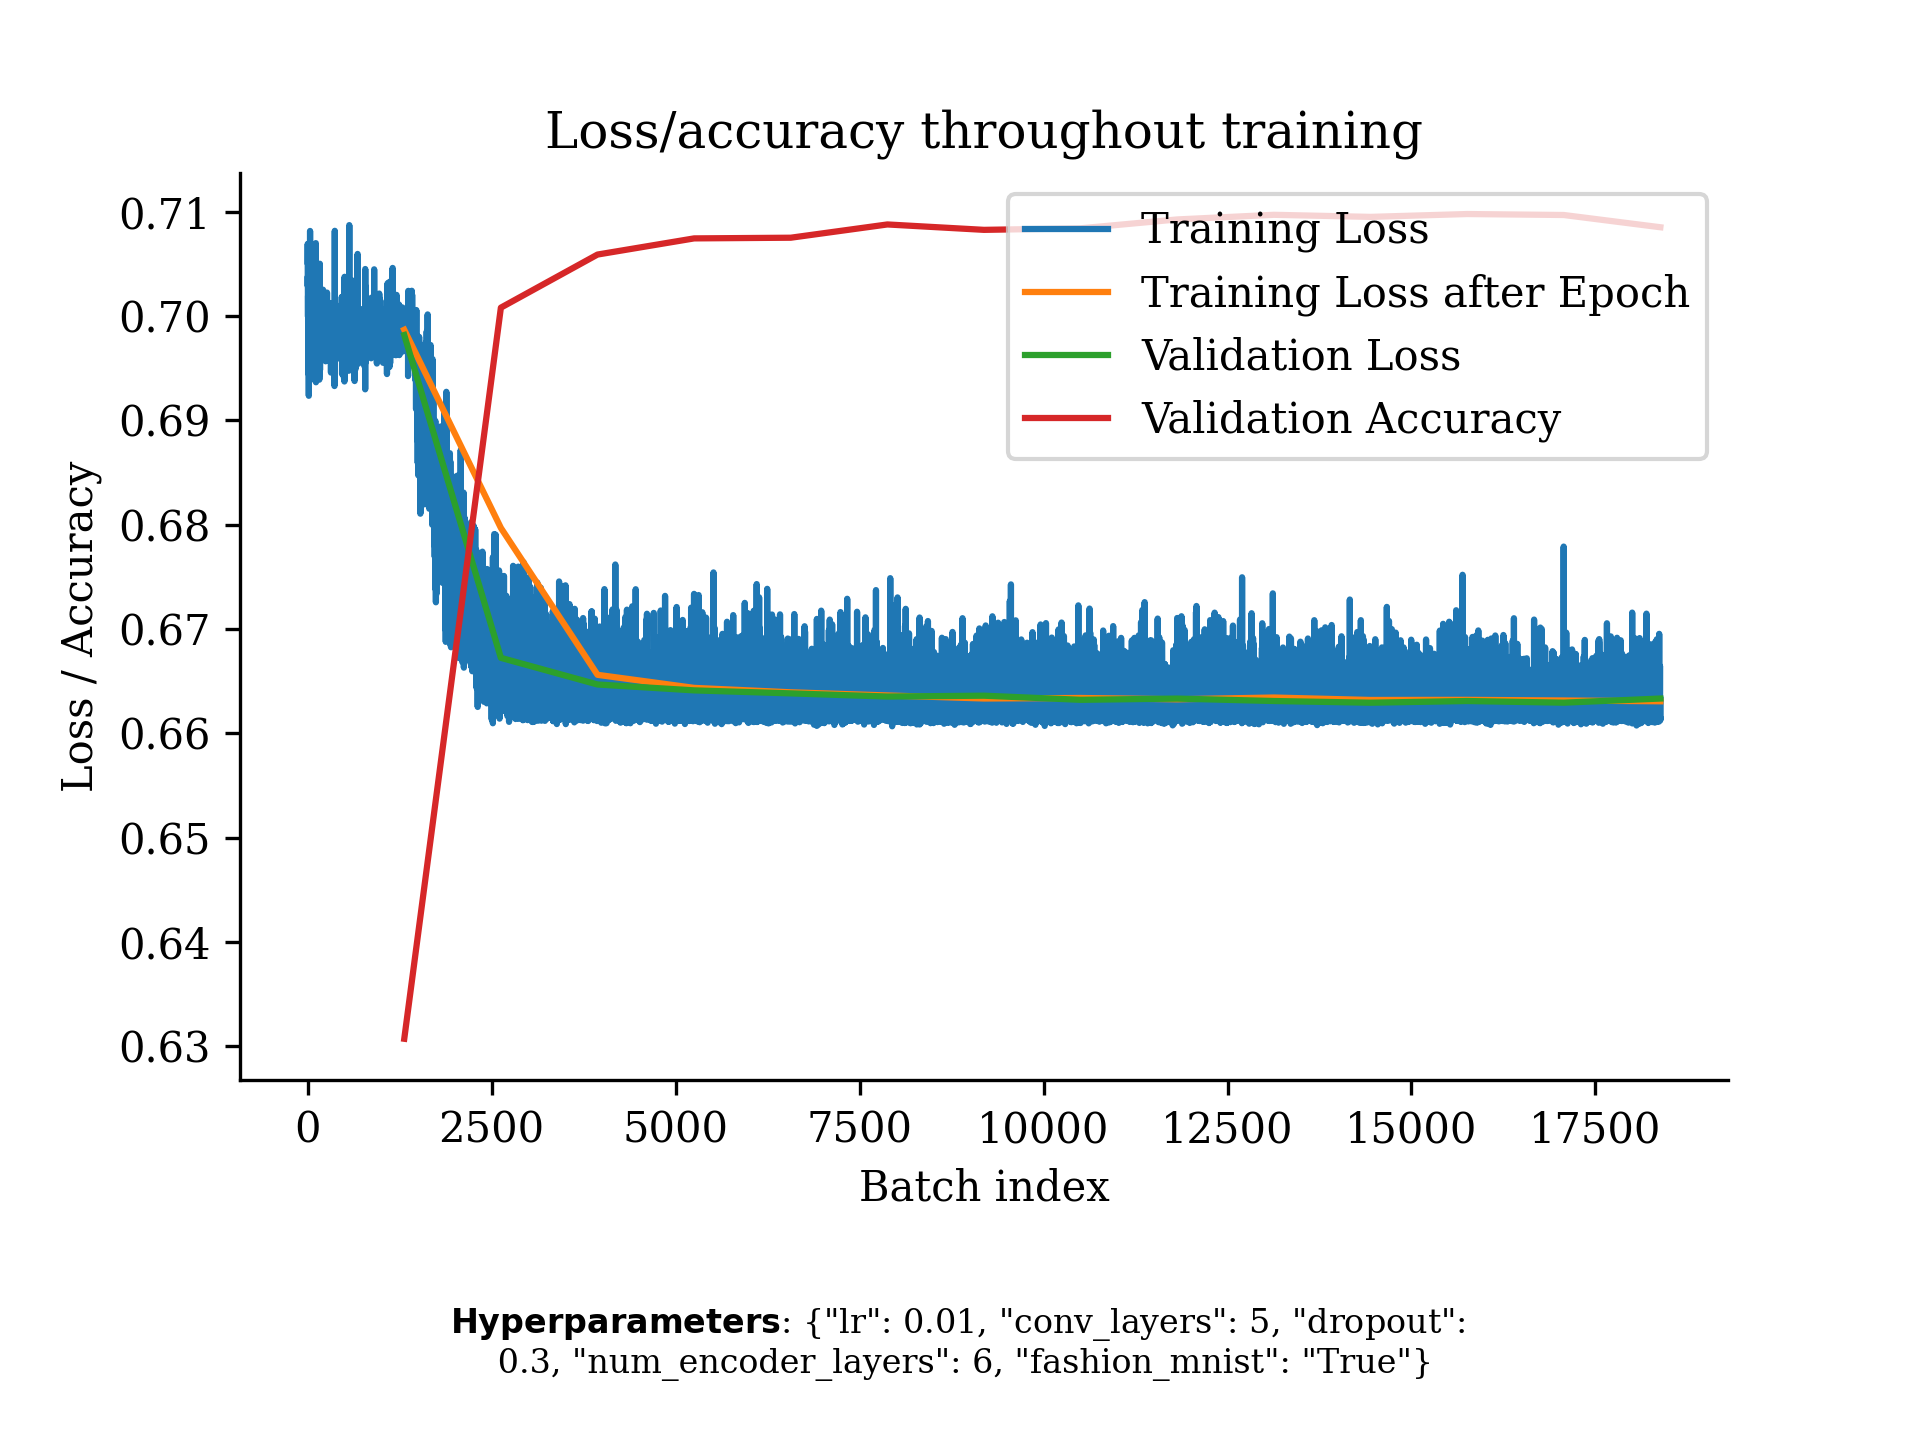 Loss/accuracy throughout training
0.71
0.70
0.69
0.68
0.67
0.66
0.65
0.64
0.63
Loss / Accuracy
Training Loss
Training Loss after Epoch
Validation Loss
Validation Accuracy
0 2500 5000 7500 10000 12500 15000 17500
Batch index
Hyperparameters: {"lr": 0.01, "conv_layers": 5, "dropout":
0.3, "num_encoder_layers": 6, "fashion_mnist": "True"}